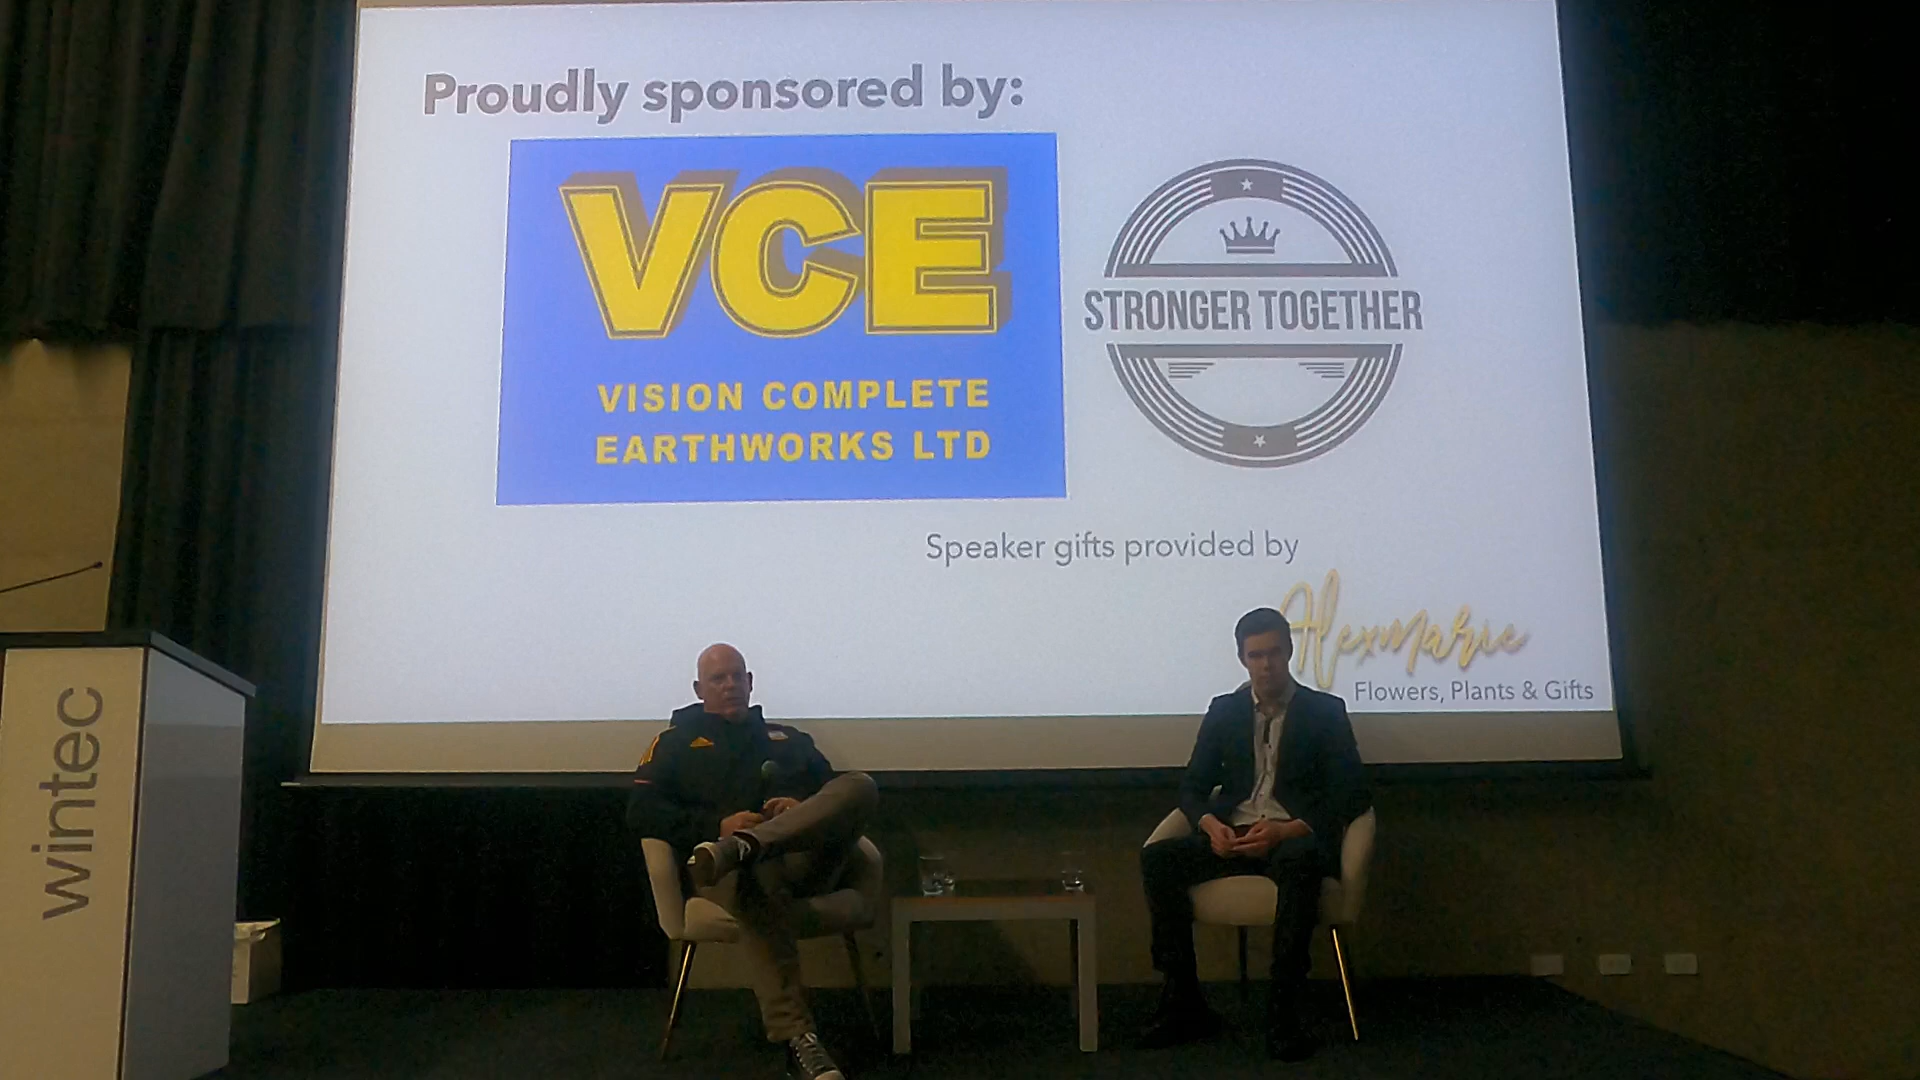 Proudly sponsored by:
VCE
VISION COMPLETE
EARTHWORKS LTD
STRONGER TOGETHER
Speaker gifts provided by
AlexMarie
Flowers, Plants & Gifts
wintec